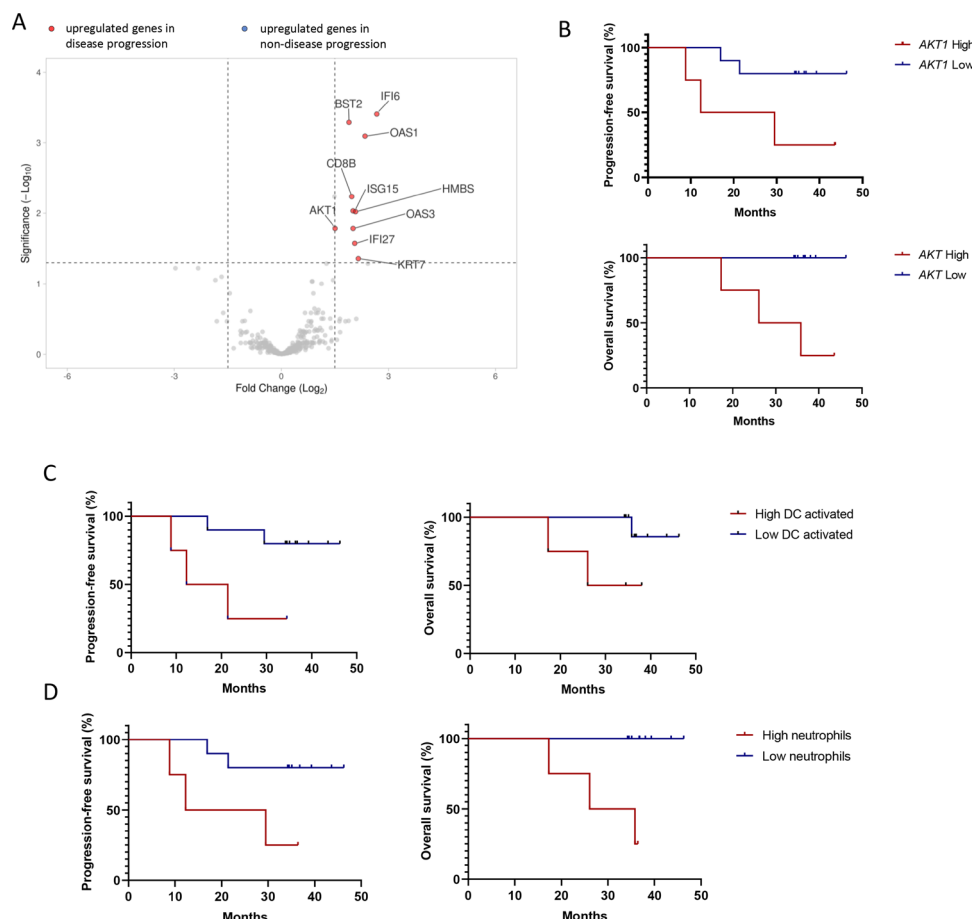 A
upregulated genes in
disease progression
upregulated genes in
non-disease progression
4
3
2
1
0
Significance (−Log10)
BST2
IFI6
OAS1
CD8B
ISG15
HMBS
AKT1
OAS3
IFI27
KRT7
-6
-3
0
3
6
Fold Change (Log2)
B
Progression-free survival (%)
100
50
0
0 10 20 30 40 50
Months
AKT1 High
AKT1 Low
Overall survival (%)
100
50
0
0 10 20 30 40 50
Months
AKT High
AKT Low
C
Progression-free survival (%)
100
50
0
0 10 20 30 40 50
Months
Overall survival (%)
100
50
0
0 10 20 30 40 50
Months
High DC activated
Low DC activated
D
Progression-free survival (%)
100
50
0
0 10 20 30 40 50
Months
Overall survival (%)
100
50
0
0 10 20 30 40 50
Months
High neutrophils
Low neutrophils